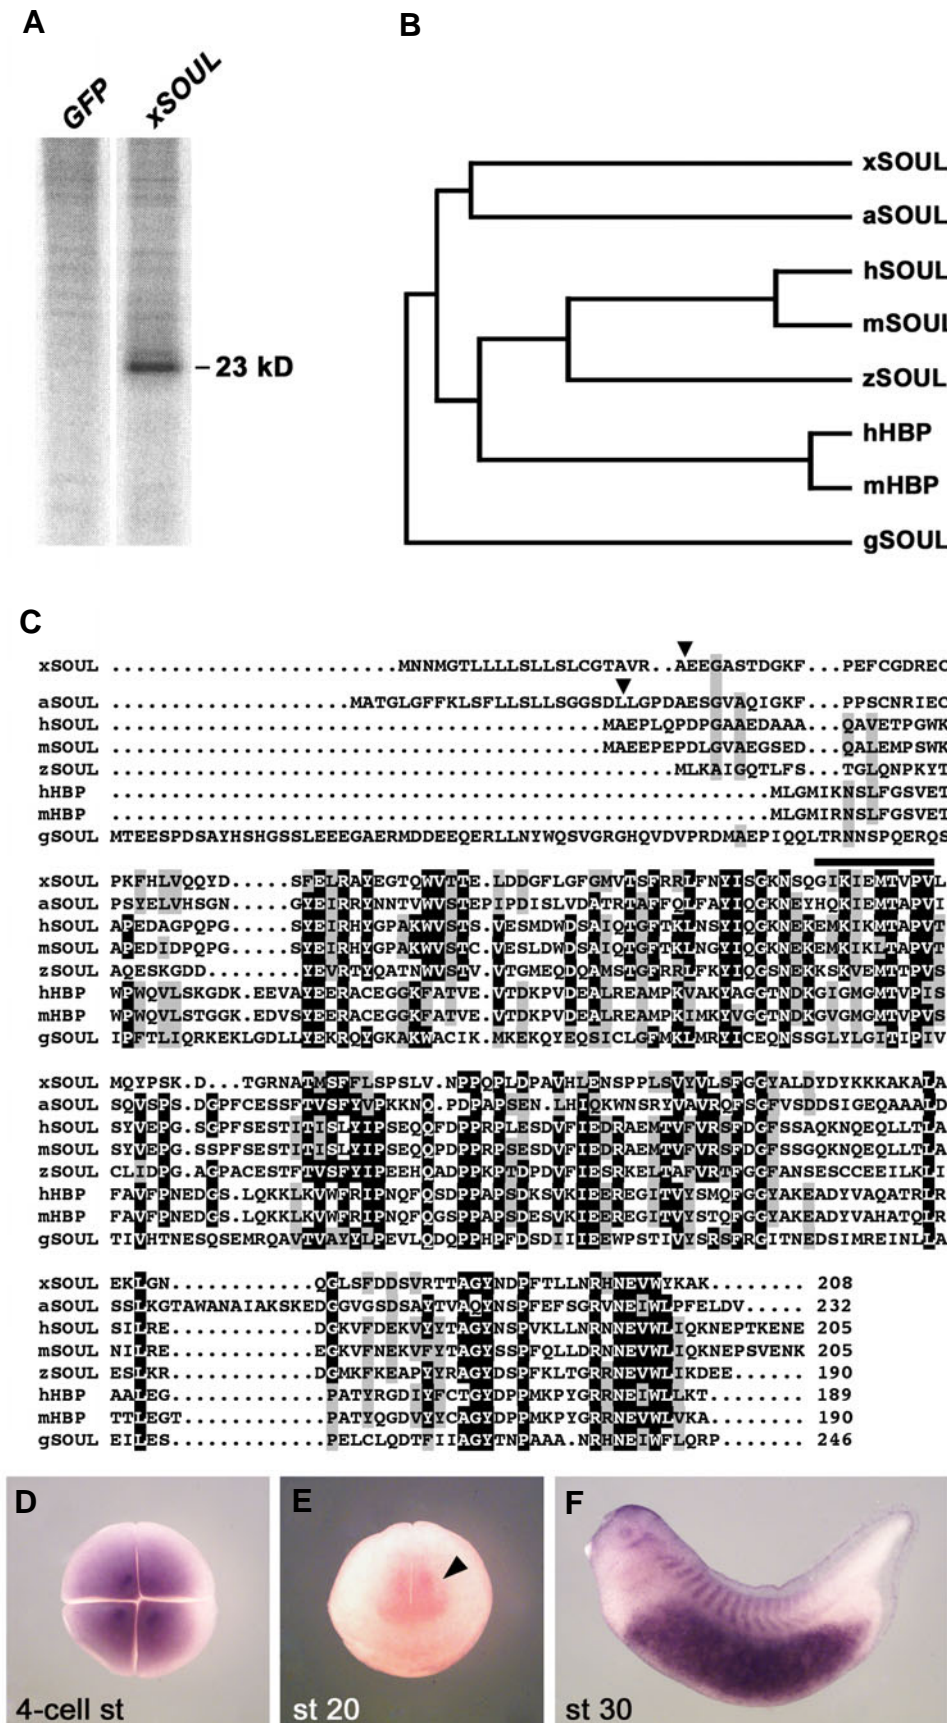 A
B
GFP
xSOUL
23 kD
xSOUL
aSOUL
hSOUL
mSOUL
zSOUL
hHBP
mHBP
gSOUL
C
xSOUL ........................MNNMGTLLLLSLLSLCGTAVR..AEEGASTDGKF...PEFCGDREC
aSOUL ....................MATGLGFFKLSFLLSLLSGGSDLLGPDAESGVAQIGKF...PPSCNRIEC
hSOUL .........................................MAEPLQPDPGAAEDAAA...QAVETPGWK
mSOUL .........................................MAEEPEPDLGVAEGSED...QALEMPSWK
zSOUL ...............................................MLKAIGQTLFS...TGLQNPKYT
hHBP .......................................................MLGMIKNSLFGSVET
mHBP .......................................................MLGMIRNSLFGSVET
gSOUL MTEESPDSAYHSHGSSLEEEGAERMDDEEQERLLNYWQSVGRGHQVDVPRDMAEPIQQLTRNNSPQERQS
xSOUL PKFHLVQQYD.....SFELRAYEGTQWVTTE.LDDGFLGFGMVTSFRRLFNYISGKNSQGIKIEMTVPVL
aSOUL PSYELVHSGN.....GYEIRRYNNTVWVSTEPIPDISLVDATRTAFFQLFAYIQGKNEYHQKIEMTAPVI
hSOUL APEDAGPQPG.....SYEIRHYGPAKWVSTS.VESMDWDSAIQTGFTKLNSYIQGKNEKEMKIKMTAPVT
mSOUL APEDIDPQPG.....SYEIRHYGPAKWVSTC.VESLDWDSAIQTGFTKLNGYIQGKNEKEMKIKLTAPVT
zSOUL AQESKGDD.......YEVRTYQATNWVSTV.VTGMEQDQAMSTGFRRLFKYIQGSNEKKSKVEMTTPVS
hHBP WPWQVLSKGDK.EEVAYEERACEGGKFATVE.VTDKPVDEALREAMPKVAKYAGGTNDKGIGMGMTVPIS
mHBP WPWQVLSTGGK.EDVSYEERACEGGKFATVE.VTDKPVDEALREAMPKIMKYVGGTNDKGVGMGMTVPVS
gSOUL IPFTLIQRKEKLGDLLYEKRQYGKAKWACIK.MKEKQYEQSICLGFMKLMRYICEQNSSGLYLGITIPIV
xSOUL MQYPSK.D...TGRNATMSFFLSPSLV.NPPQPLDPAVHLENSPPLSVYVLSFGGYALDYDYKKKAKALA
aSOUL SQVSPS.DGPFCESSFTVSFYVPKKNQ.PDPAPSEN.LHIQKWNSRYVAVRQFSGFVSDDSIGEQAAALD
hSOUL SYVEPG.SGPFSESTITISLYIPSEQQFDPPRPLESDVFIEDRAEMTVFVRSFDGFSSAQKNQEQLLTLA
mSOUL SYVEPG.SSPFSESTITISLYIPSEQQPDPPRPSESDVFIEDRAEMTVFVRSFDGFSSGQKNQEQLLTLA
zSOUL CLIDPG.AGPACESTFTVSFYIPEEHQADPPKPTDPDVFIESRKELTAFVRTFGGFANSESCCEEILKLI
hHBP FAVFPNEDGS.LQKKLKVWFRIPNQFQSDPPAPSDKSVKIEEREGITVYSMQFGGYAKEADYVAQATRLR
mHBP FAVFPNEDGS.LQKKLKVWFRIPNQFQGSPPAPSDESVKIEEREGITVYSTQFGGYAKEADYVAHATQLR
gSOUL TIVHTNESQSEMRQAVTVAYYLPEVLQDQPPHPFDSDIIIEEWPSTIVYSRSFRGITNEDSIMREINLLA
xSOUL EKLGN............QGLSFDDSVRTTAGYNDPFTLLNRHNEVWYKAK........ 208
aSOUL SSLKGTAWANAIAKSKEDGGVGSDSAYTVAQYNSPFEFSGRVNEIWLPFELDV..... 232
hSOUL SILRE............DGKVFDEKVYYTAGYNSPVKLLNRNNEVWLIQKNEPTKENE 205
mSOUL NILRE............EGKVFNEKVFYTAGYSSPFQLLDRNNEVWLIQKNEPSVENK 205
zSOUL ESLKR............DGMKFKEAPYYRAGYDSPFKLTGRRNEVWLIKDEE...... 190
hHBP AALEG.............PATYRGDIYFCTGYDPPMKPYGRRNEIWLLKT........ 189
mHBP TTLEGT............PATYQGDVYYCAGYDPPMKPYGRRNEVWLVKA........ 190
gSOUL EILES.............PELCLQDTFIIAGYTNPAAA.NRHNEIWFLQRP....... 246
D
E
F
4-cell st
st 20
st 30